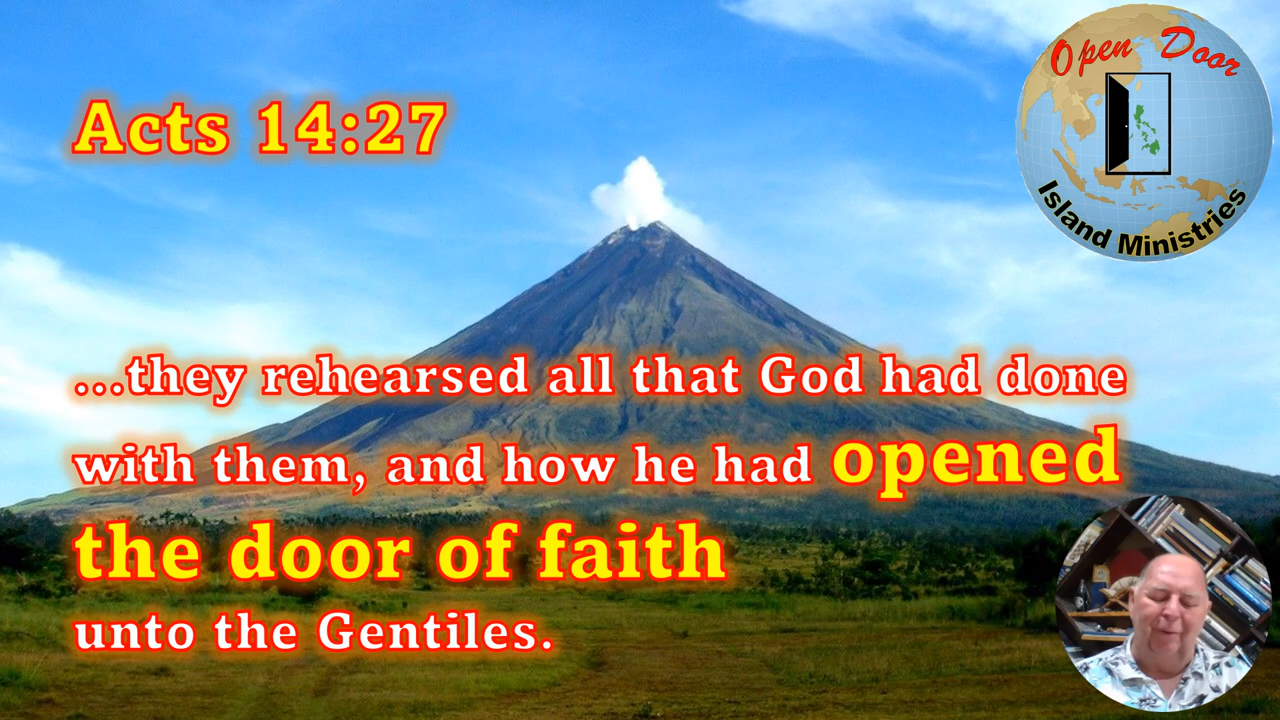 Acts 14:27
Open Door
Island Ministries
...they rehearsed all that God had done
with them, and how he had opened
the door of faith
unto the Gentiles.